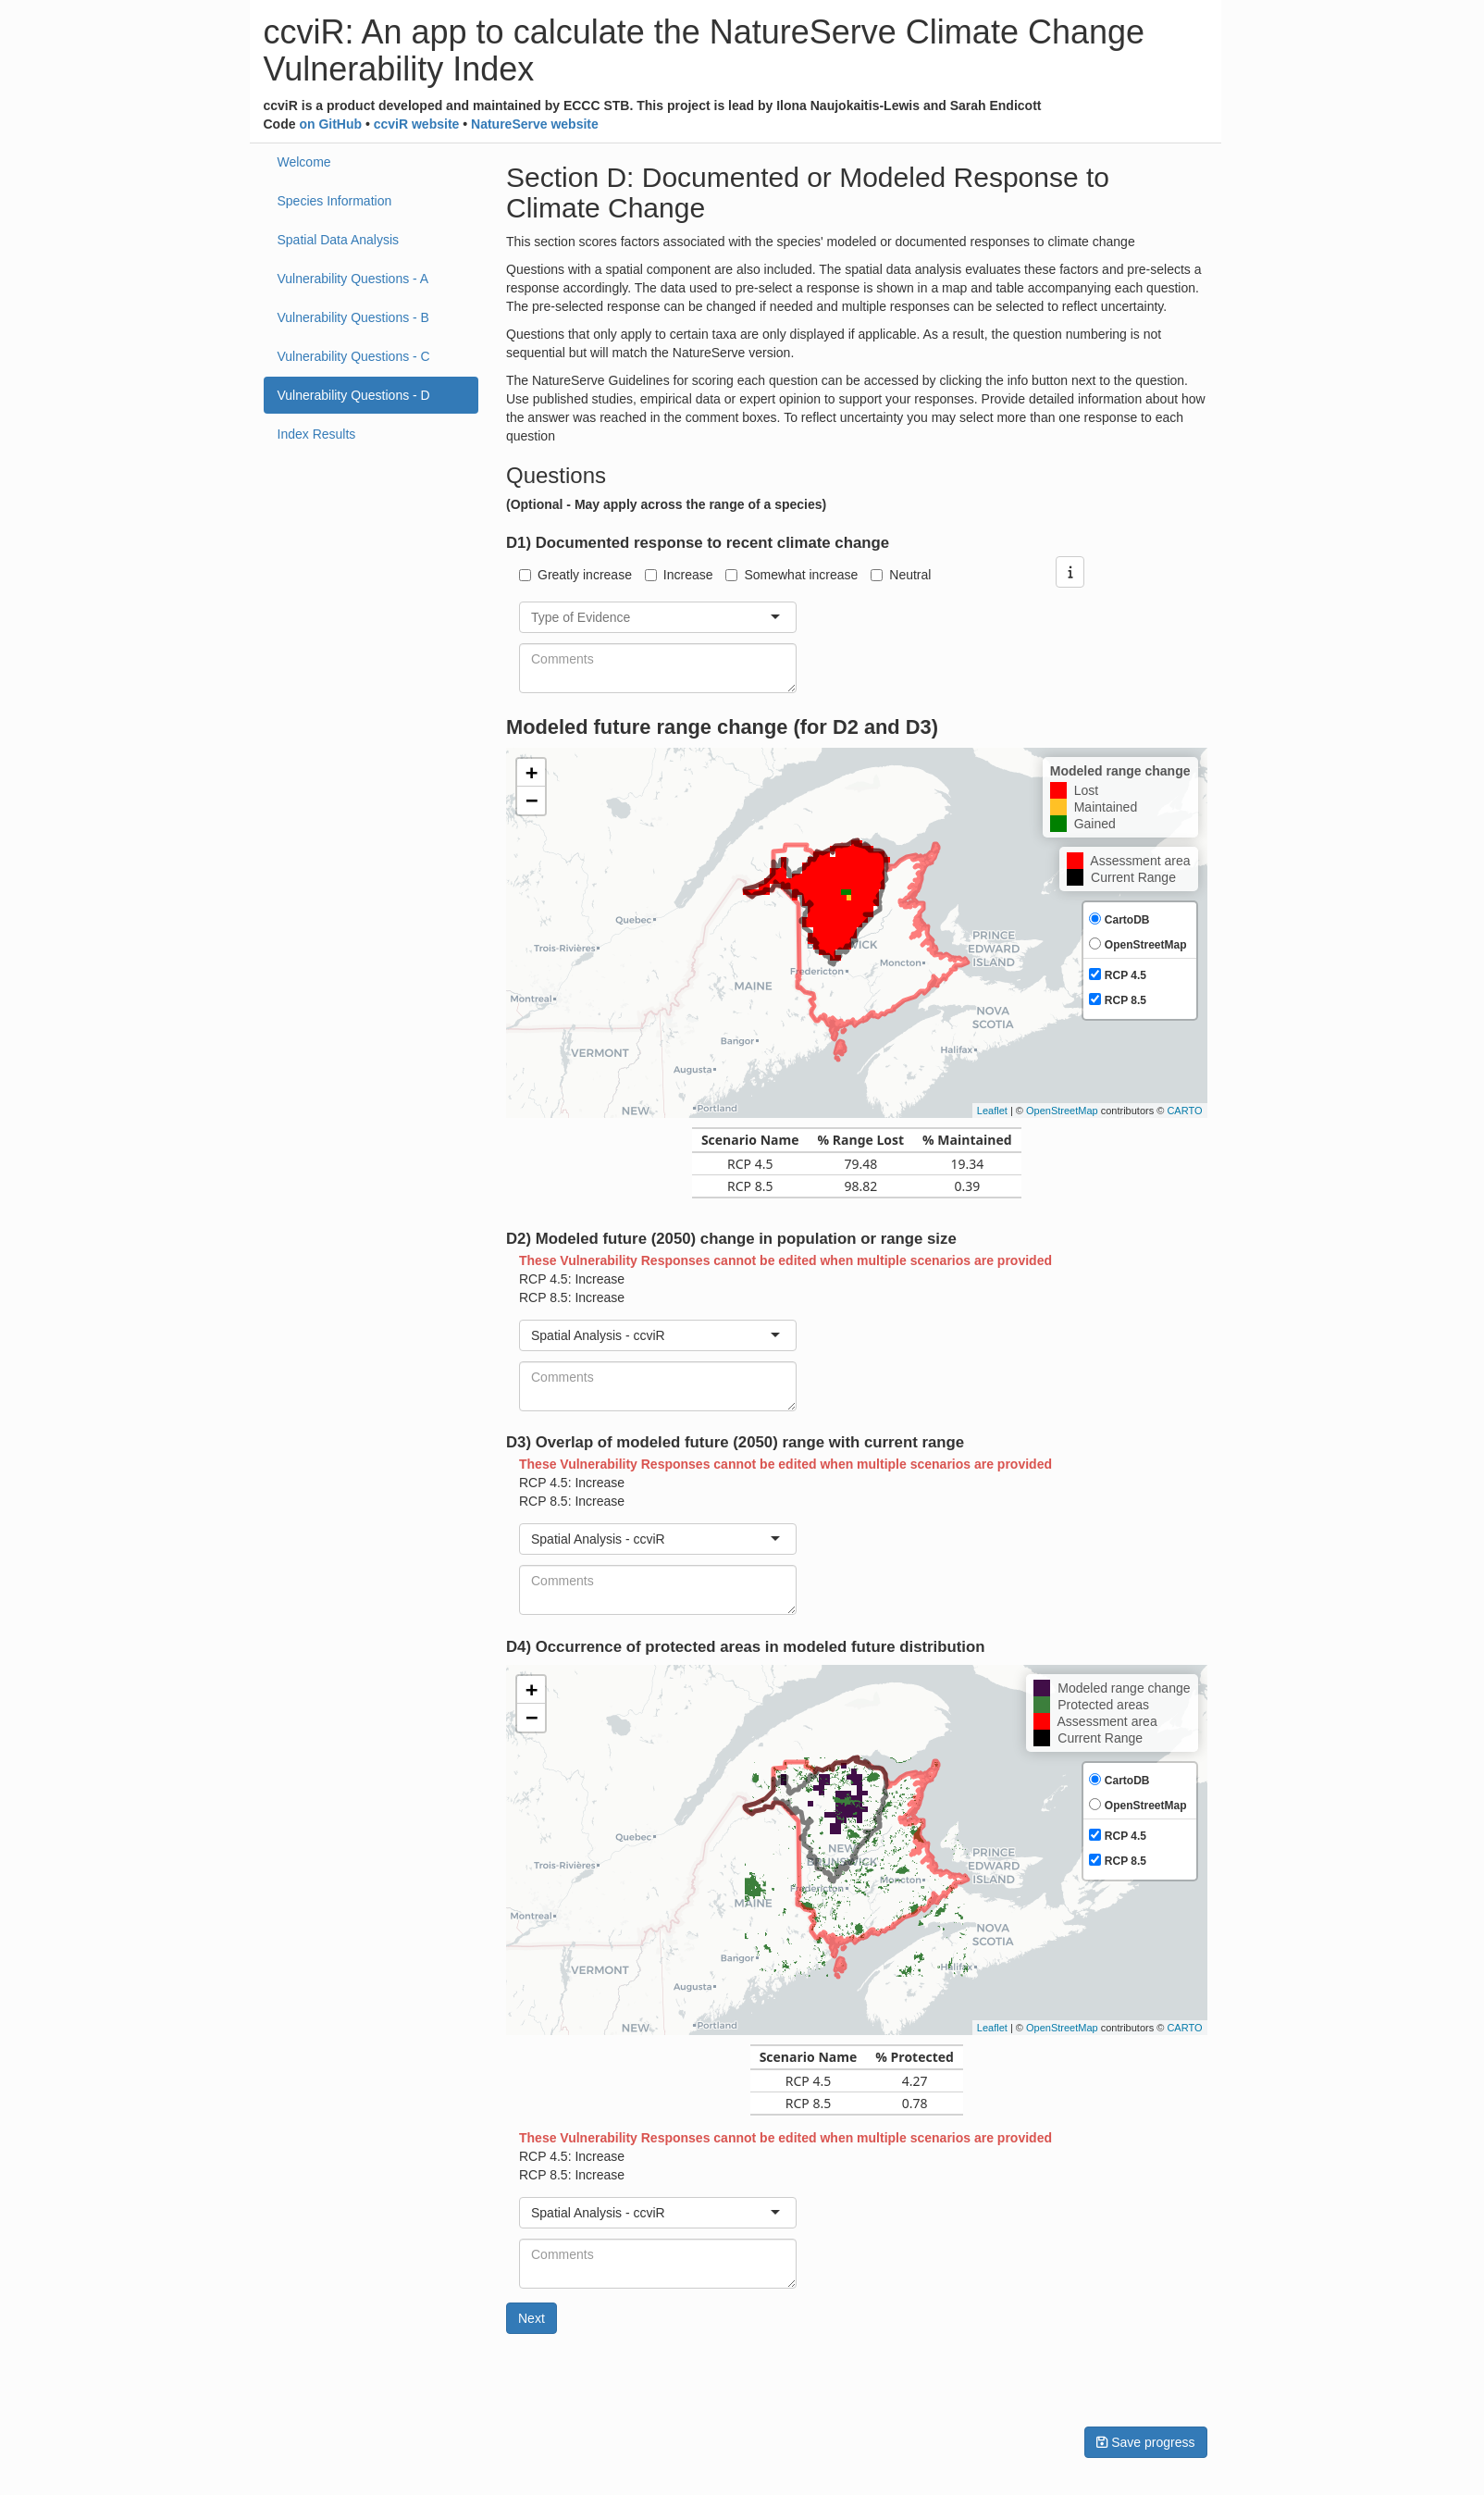 ccviR: An app to calculate the NatureServe Climate Change
Vulnerability Index
ccviR is a product developed and maintained by ECCC STB. This project is lead by Ilona Naujokaitis-Lewis and Sarah Endicott
Code on GitHub • ccviR website • NatureServe website
Welcome
Species Information
Spatial Data Analysis
Vulnerability Questions - A
Vulnerability Questions - B
Vulnerability Questions - C
Vulnerability Questions - D
Index Results
Section D: Documented or Modeled Response to
Climate Change
This section scores factors associated with the species' modeled or documented responses to climate change
Questions with a spatial component are also included. The spatial data analysis evaluates these factors and pre-selects a
response accordingly. The data used to pre-select a response is shown in a map and table accompanying each question.
The pre-selected response can be changed if needed and multiple responses can be selected to reflect uncertainty.
Questions that only apply to certain taxa are only displayed if applicable. As a result, the question numbering is not
sequential but will match the NatureServe version.
The NatureServe Guidelines for scoring each question can be accessed by clicking the info button next to the question.
Use published studies, empirical data or expert opinion to support your responses. Provide detailed information about how
the answer was reached in the comment boxes. To reflect uncertainty you may select more than one response to each
question
Questions
(Optional - May apply across the range of a species)
D1) Documented response to recent climate change
Greatly increase Increase Somewhat increase Neutral
i
Type of Evidence
Comments
Modeled future range change (for D2 and D3)
+
−
Modeled range change
Lost
Maintained
Gained
Assessment area
Current Range
CartoDB
OpenStreetMap
RCP 4.5
RCP 8.5
Quebec
Trois-Rivières
Montreal
VERMONT
NEW
MAINE
Bangor
Augusta
Portland
Fredericton
Moncton
PRINCE
EDWARD
ISLAND
NOVA
SCOTIA
Halifax
Leaflet | © OpenStreetMap contributors © CARTO
Scenario Name % Range Lost % Maintained
RCP 4.5 79.48 19.34
RCP 8.5 98.82 0.39
D2) Modeled future (2050) change in population or range size
These Vulnerability Responses cannot be edited when multiple scenarios are provided
RCP 4.5: Increase
RCP 8.5: Increase
Spatial Analysis - ccviR
Comments
D3) Overlap of modeled future (2050) range with current range
These Vulnerability Responses cannot be edited when multiple scenarios are provided
RCP 4.5: Increase
RCP 8.5: Increase
Spatial Analysis - ccviR
Comments
D4) Occurrence of protected areas in modeled future distribution
+
−
Modeled range change
Protected areas
Assessment area
Current Range
CartoDB
OpenStreetMap
RCP 4.5
RCP 8.5
Quebec
Trois-Rivières
Montreal
VERMONT
NEW
MAINE
Bangor
Augusta
Portland
NEW
BRUNSWICK
Fredericton
Moncton
PRINCE
EDWARD
ISLAND
NOVA
SCOTIA
Halifax
Leaflet | © OpenStreetMap contributors © CARTO
Scenario Name % Protected
RCP 4.5 4.27
RCP 8.5 0.78
These Vulnerability Responses cannot be edited when multiple scenarios are provided
RCP 4.5: Increase
RCP 8.5: Increase
Spatial Analysis - ccviR
Comments
Next
Save progress